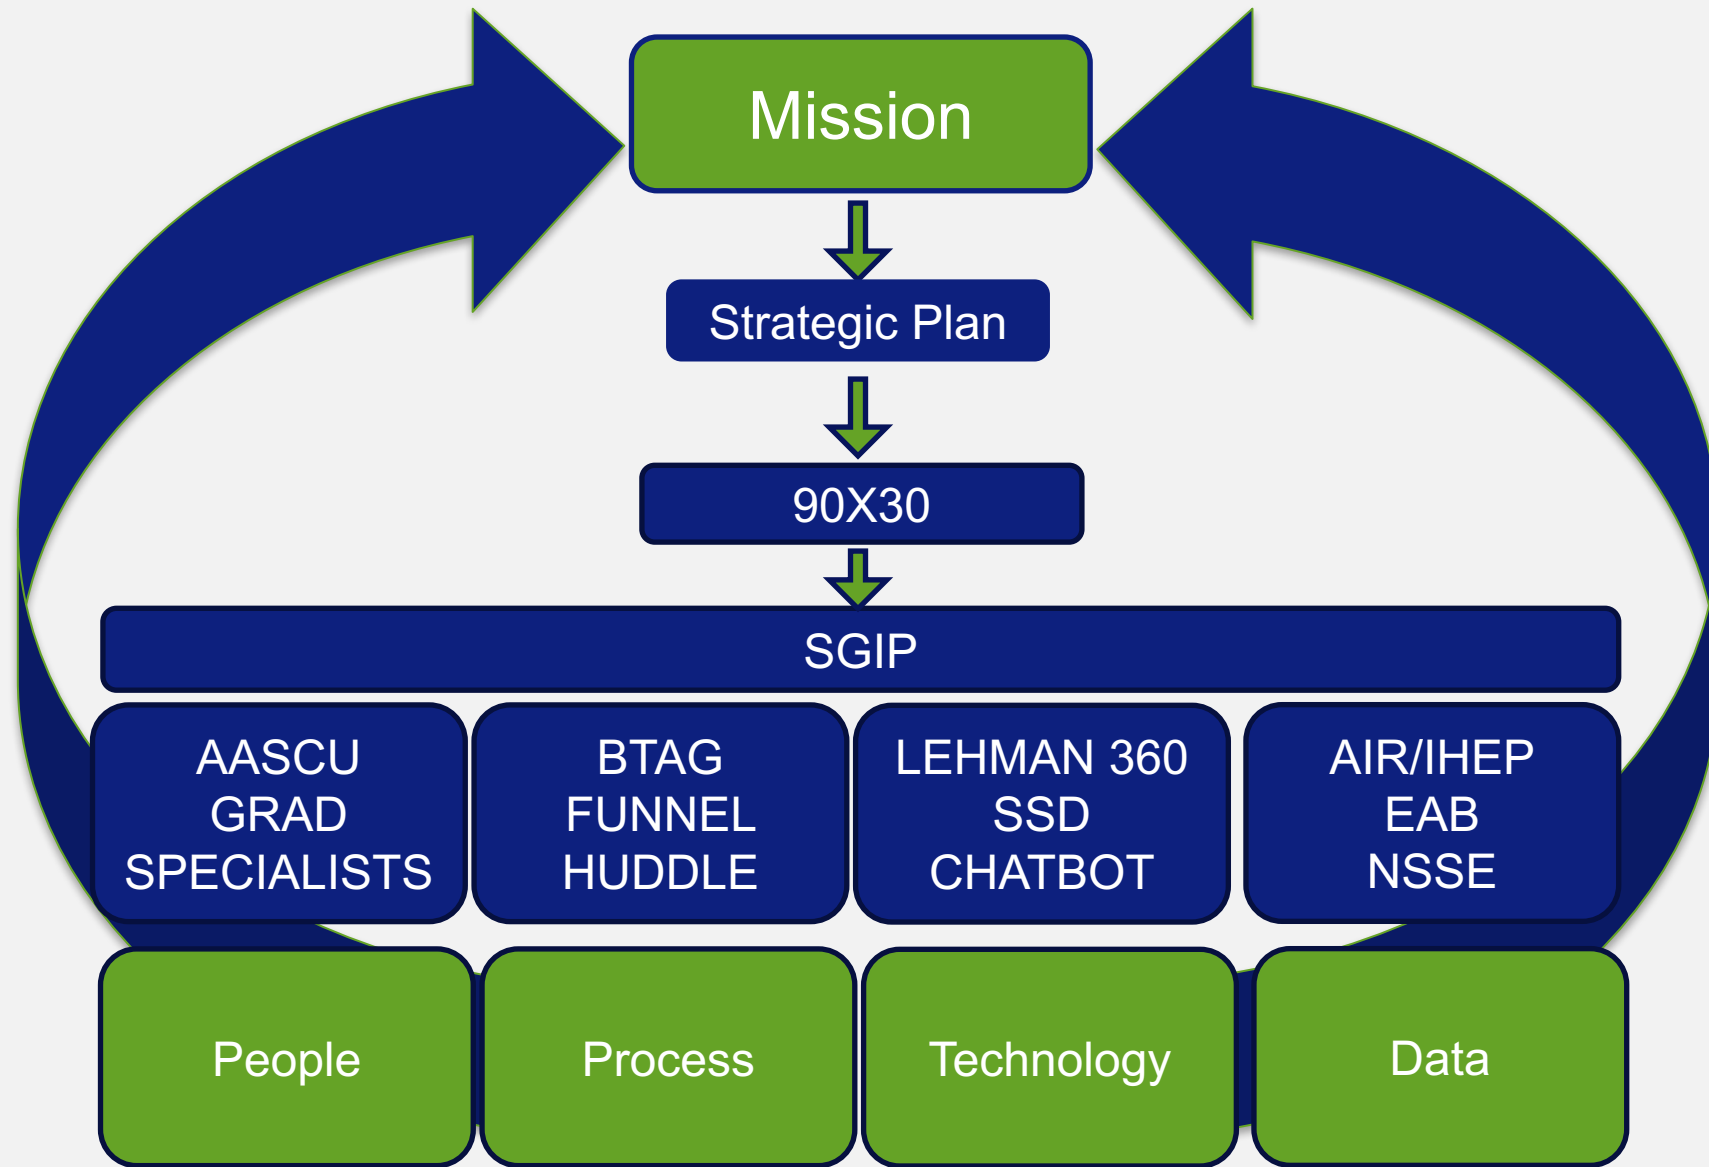 Mission
Strategic Plan
90X30
SGIP
AASCU
GRAD
SPECIALISTS
BTAG
FUNNEL
HUDDLE
LEHMAN 360
SSD
CHATBOT
AIR/IHEP
EAB
NSSE
People
Process
Technology
Data